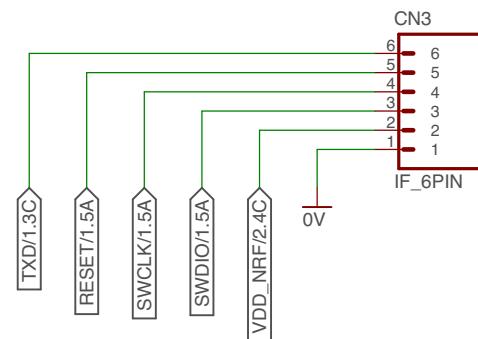 CN3
6 6
5 5
4 4
3 3
2 2
1 1
IF_6PIN
0V
TXD/1.3C
RESET/1.5A
SWCLK/1.5A
SWDIO/1.5A
VDD_NRF/2.4C